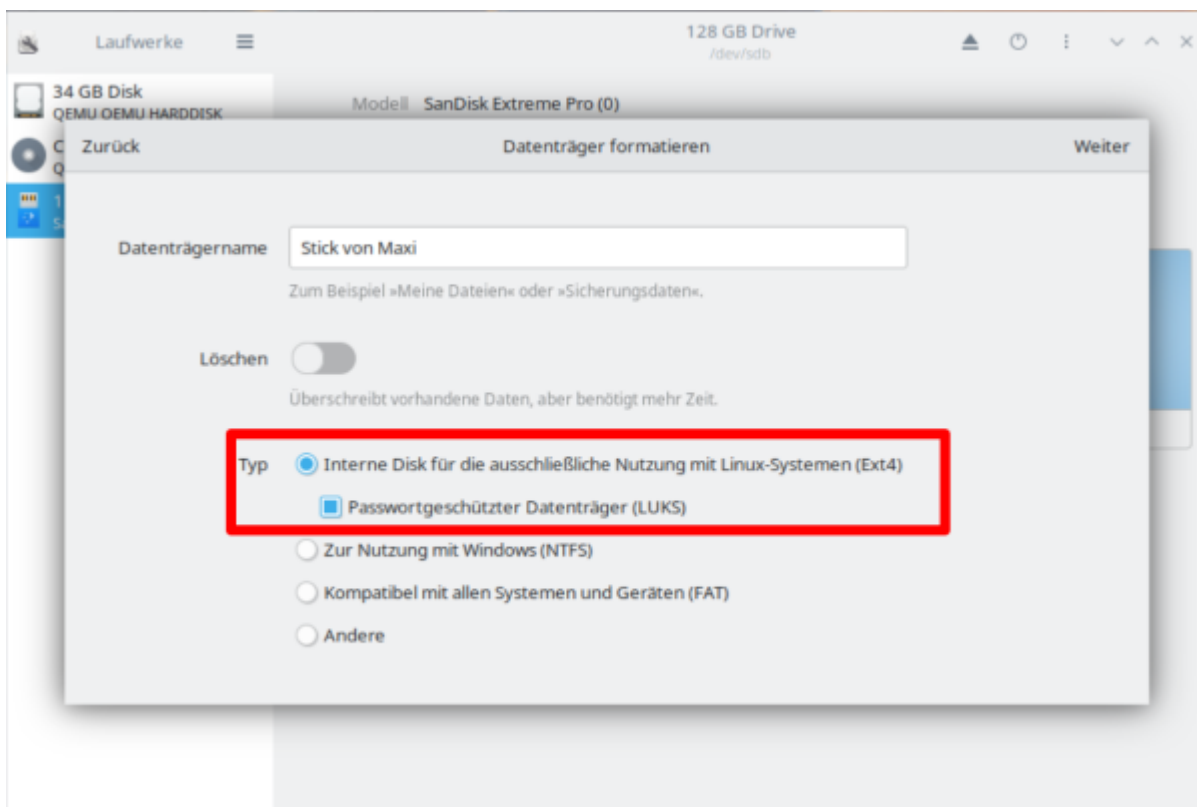 Laufwerke
128 GB Drive
/dev/sdb
34 GB Disk
QEMU QEMU HARDDISK
Modell SanDisk Extreme Pro (0)
Zurück
Datenträger formatieren
Weiter
Datenträgername
Stick von Maxi
Zum Beispiel »Meine Dateien« oder »Sicherungsdaten«.
Löschen
Überschreibt vorhandene Daten, aber benötigt mehr Zeit.
Typ
Interne Disk für die ausschließliche Nutzung mit Linux-Systemen (Ext4)
Passwortgeschützter Datenträger (LUKS)
Zur Nutzung mit Windows (NTFS)
Kompatibel mit allen Systemen und Geräten (FAT)
Andere